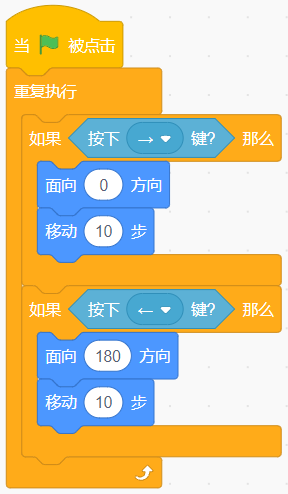 当 被点击
重复执行
如果 按下 → 键? 那么
面向 0 方向
移动 10 步
如果 按下 ← 键? 那么
面向 180 方向
移动 10 步